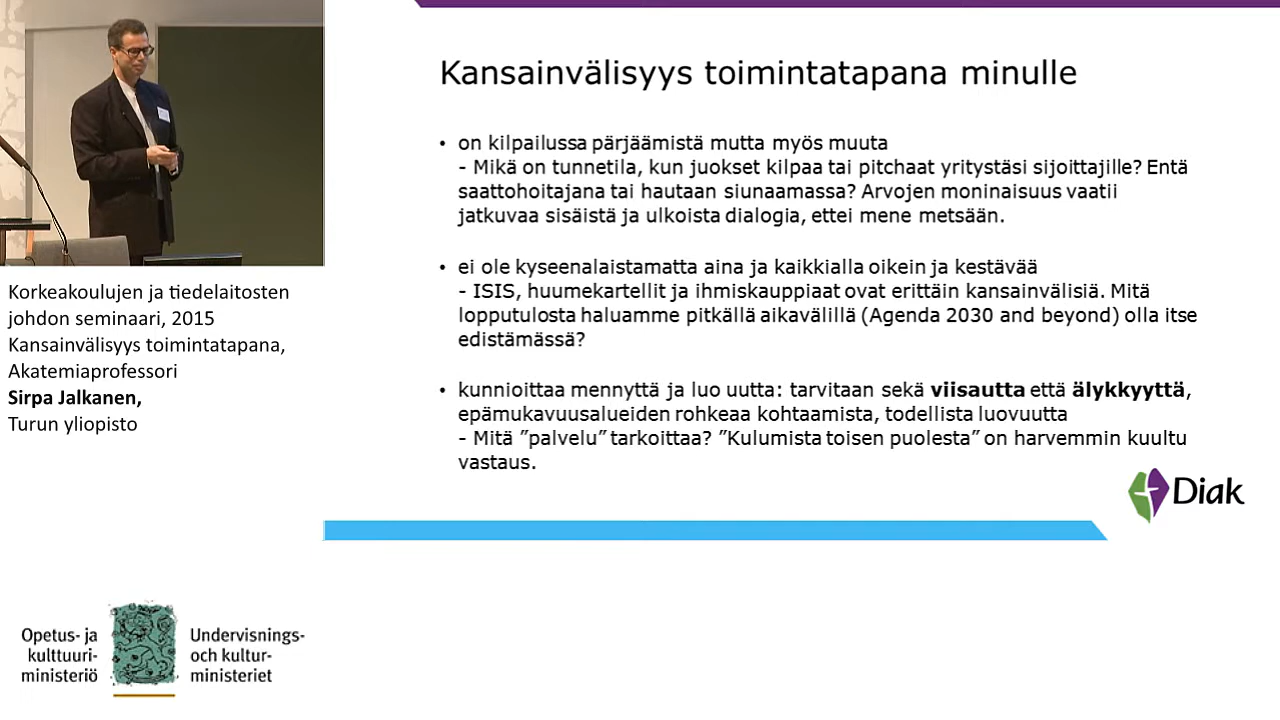 Kansainvälisyys toimintatapana minulle
• on kilpailussa pärjäämistä mutta myös muuta
- Mikä on tunnetila, kun juokset kilpaa tai pitchaat yritystäsi sijoittajille? Entä
saattohoitajana tai hautaan siunaamassa? Arvojen moninaisuus vaatii
jatkuvaa sisäistä ja ulkoista dialogia, ettei mene metsään.
• ei ole kyseenalaistamatta aina ja kaikkialla oikein ja kestävää
- ISIS, huumekartellit ja ihmiskauppiaat ovat erittäin kansainvälisiä. Mitä
lopputulosta haluamme pitkällä aikavälillä (Agenda 2030 and beyond) olla itse
edistämässä?
• kunnioittaa mennyttä ja luo uutta: tarvitaan sekä viisautta että älykkyyttä,
epämukavuusalueiden rohkeaa kohtaamista, todellista luovuutta
- Mitä ”palvelu” tarkoittaa? ”Kulumista toisen puolesta” on harvemmin kuultu
vastaus.
Diak
Korkeakoulujen ja tiedelaitosten
johdon seminaari, 2015
Kansainvälisyys toimintatapana,
Akatemiaprofessori
Sirpa Jalkanen,
Turun yliopisto
Opetus- ja
kulttuuri-
ministeriö
Undervisnings-
och kultur-
ministeriet